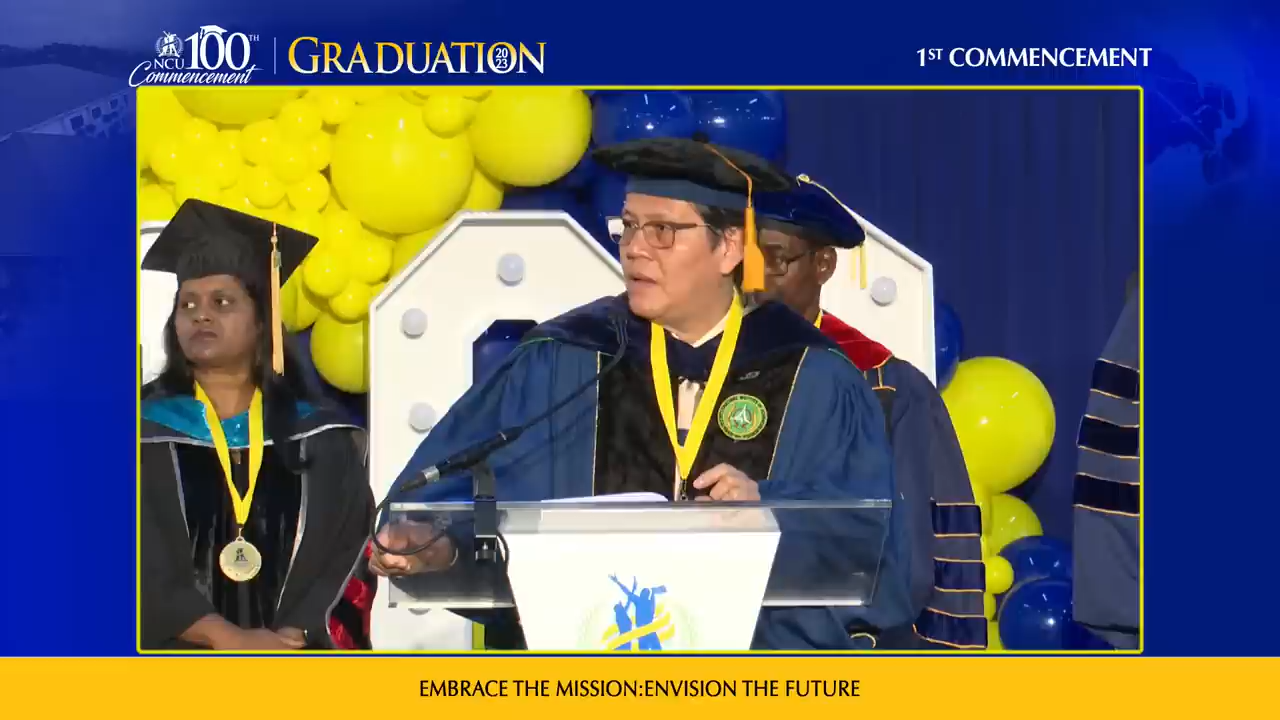 NCU 100TH
Commencement
GRADUATION 2023
1ST COMMENCEMENT
EMBRACE THE MISSION:ENVISION THE FUTURE